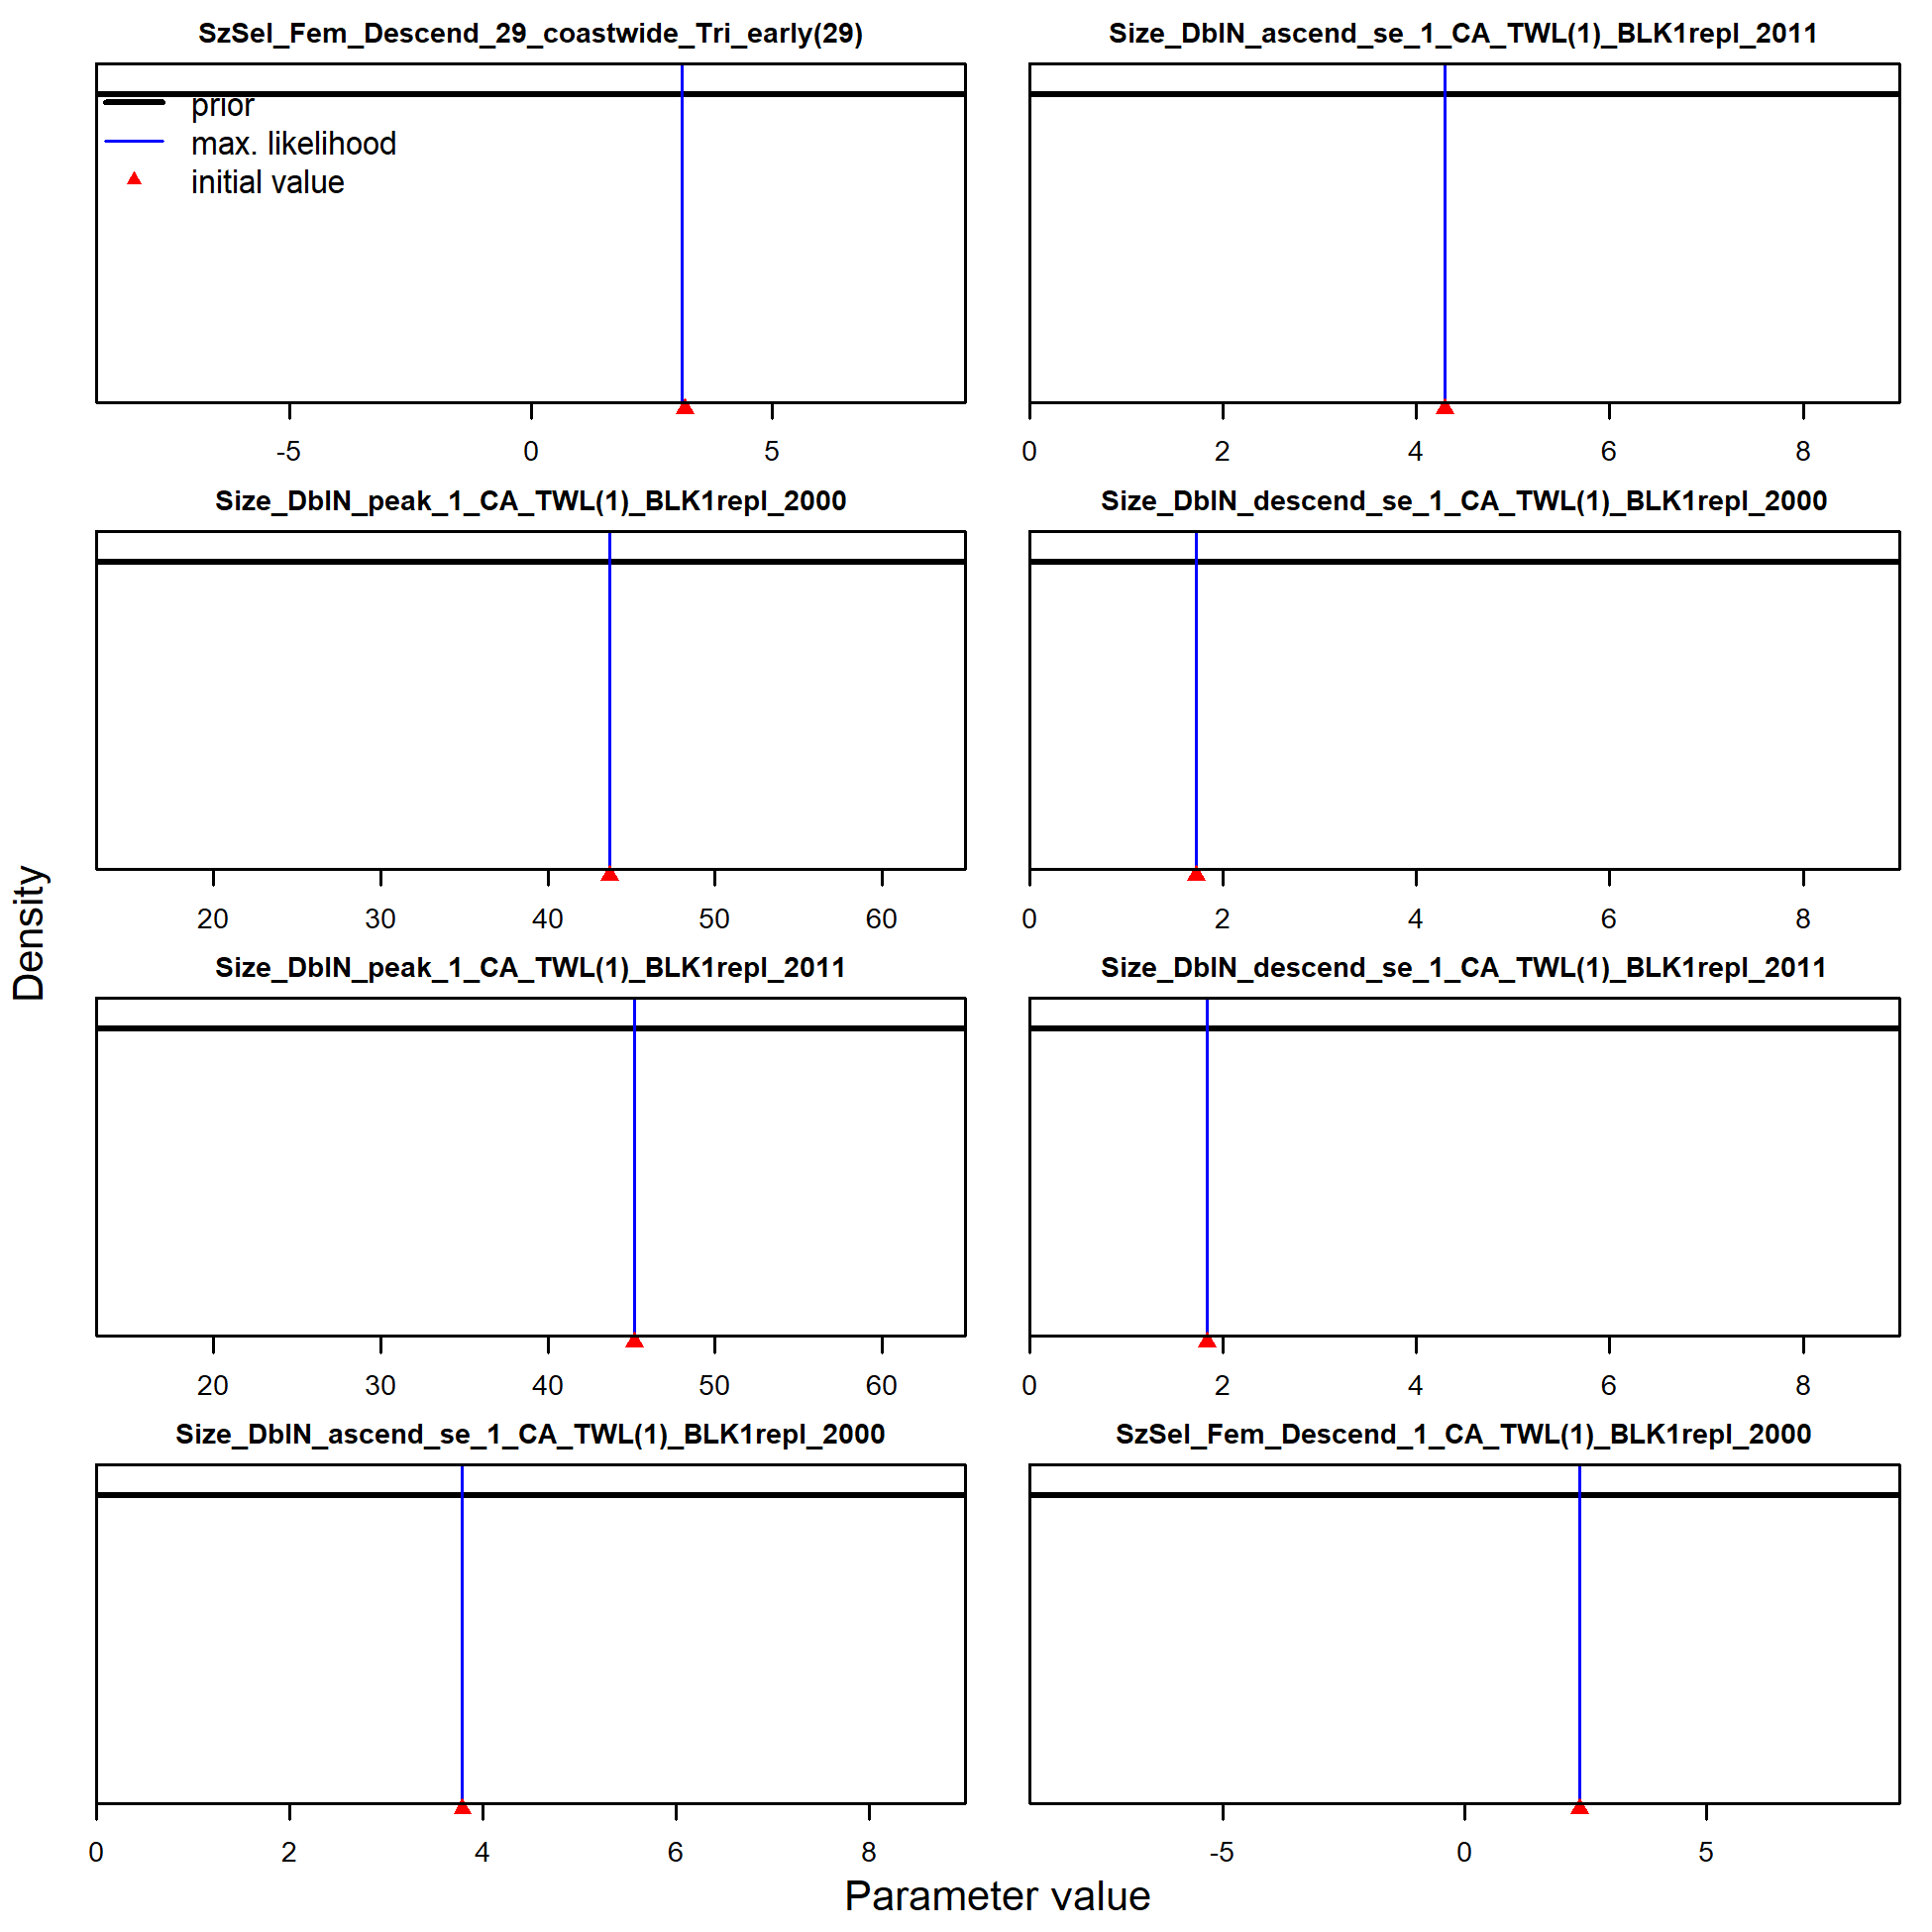 SzSel_Fem_Descend_29_coastwide_Tri_early(29)
prior
max. likelihood
initial value
-5 0 5
Size_DblN_ascend_se_1_CA_TWL(1)_BLK1repl_2011
0 2 4 6 8
Size_DblN_peak_1_CA_TWL(1)_BLK1repl_2000
20 30 40 50 60
Size_DblN_descend_se_1_CA_TWL(1)_BLK1repl_2000
0 2 4 6 8
Density
Size_DblN_peak_1_CA_TWL(1)_BLK1repl_2011
20 30 40 50 60
Size_DblN_descend_se_1_CA_TWL(1)_BLK1repl_2011
0 2 4 6 8
Size_DblN_ascend_se_1_CA_TWL(1)_BLK1repl_2000
0 2 4 6 8
SzSel_Fem_Descend_1_CA_TWL(1)_BLK1repl_2000
-5 0 5
Parameter value